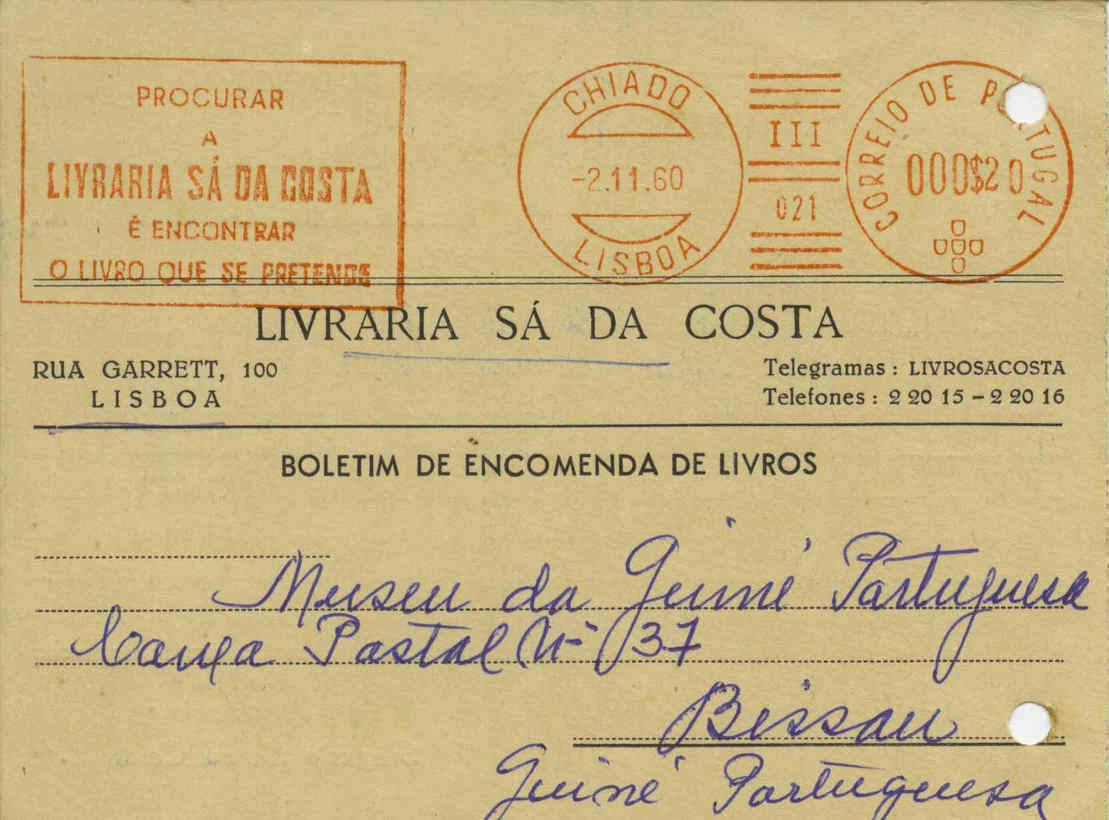 PROCURAR
A
LIVRARIA SÁ DA COSTA
É ENCONTRAR
O LIVRO QUE SE PRETENDE
CHIADO
-2.11.60
LISBOA
III
021
CORREIO DE PORTUGAL
000$20
LIVRARIA SÁ DA COSTA
RUA GARRETT, 100
LISBOA
Telegramas : LIVROSACOSTA
Telefones : 2 20 15 – 2 20 16
BOLETIM DE ENCOMENDA DE LIVROS
Museu da Guiné Portuguesa
Caixa Postal Nº 37
Bissau
Guiné Portuguesa